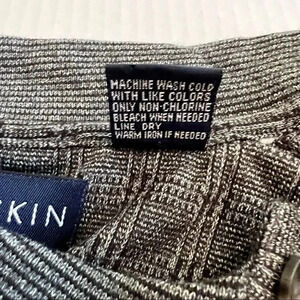 MACHINE WASH COLD
WITH LIKE COLORS
ONLY NON-CHLORINE
BLEACH WHEN NEEDED
LINE DRY
WARM IRON IF NEEDED
KIN